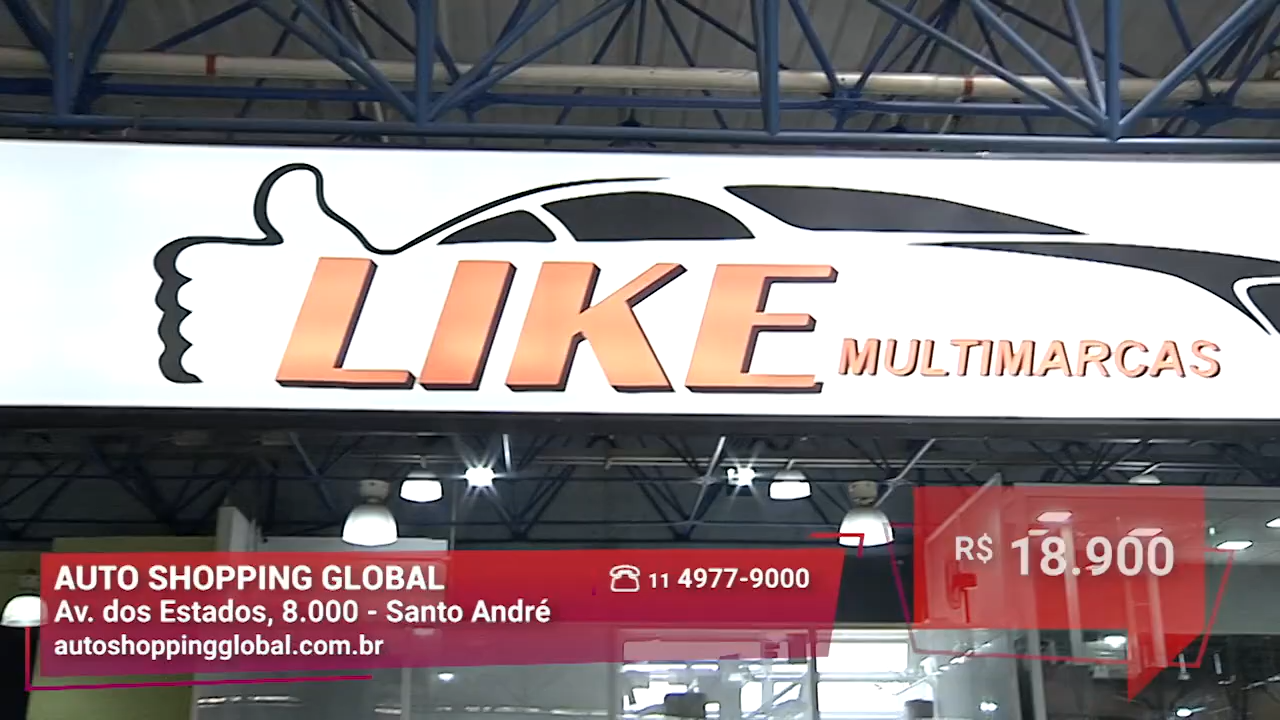 LIKE
MULTIMARCAS
AUTO SHOPPING GLOBAL
11 4977-9000
Av. dos Estados, 8.000 - Santo André
autoshoppingglobal.com.br
R$ 18.900